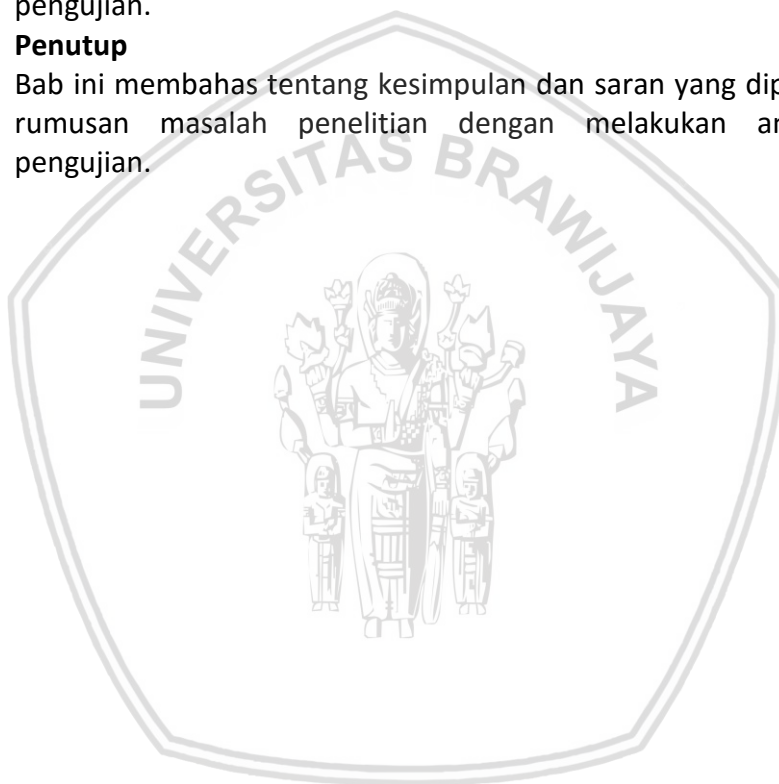 pengujian.
Penutup
Bab ini membahas tentang kesimpulan dan saran yang
rumusan masalah penelitian dengan melakukan
pengujian.
UNIVERSITAS BRAWIJAYA